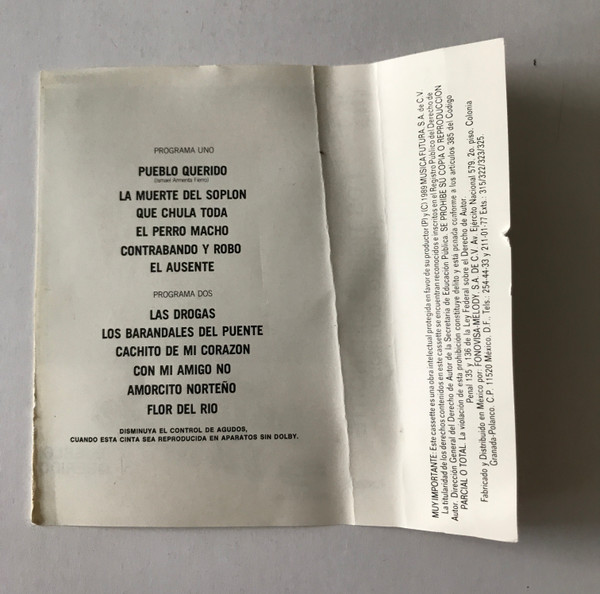 PROGRAMA UNO
PUEBLO QUERIDO
(Ismael Armenta Fierro)
LA MUERTE DEL SOPLON
QUE CHULA TODA
EL PERRO MACHO
CONTRABANDO Y ROBO
EL AUSENTE
PROGRAMA DOS
LAS DROGAS
LOS BARANDALES DEL PUENTE
CACHITO DE MI CORAZON
CON MI AMIGO NO
AMORCITO NORTEÑO
FLOR DEL RIO
DISMINUYA EL CONTROL DE AGUDOS,
CUANDO ESTA CINTA SEA REPRODUCIDA EN APARATOS SIN DOLBY.
MUY IMPORTANTE: Este cassette es una obra intelectual protegida en favor de su productor (P) y (C) 1989 MUSICA FUTURA, S.A. de C.V.
La titularidad de los derechos contenidos en este cassette se encuentran reconocidos e inscritos en el Registro Público del Derecho de
Autor. Dirección General del Derecho de Autor de la Secretaría de Educación Pública. SE PROHIBE SU COPIA O REPRODUCCION
PARCIAL O TOTAL. La violación de esta prohibición constituye delito y esta penada conforme a los artículos 385 del Código
Penal 135 y 136 de la Ley Federal sobre el Derecho de Autor.
Fabricado y Distribuido en México por: FONOVISA-MELODY, S.A. DE C.V. Av. Ejército Nacional 579, 2o. piso. Colonia
Granada-Polanco. C.P. 11520 México, D.F., Tels.: 254-44-33 y 211-01-77 Exts.: 315/322/323/325.